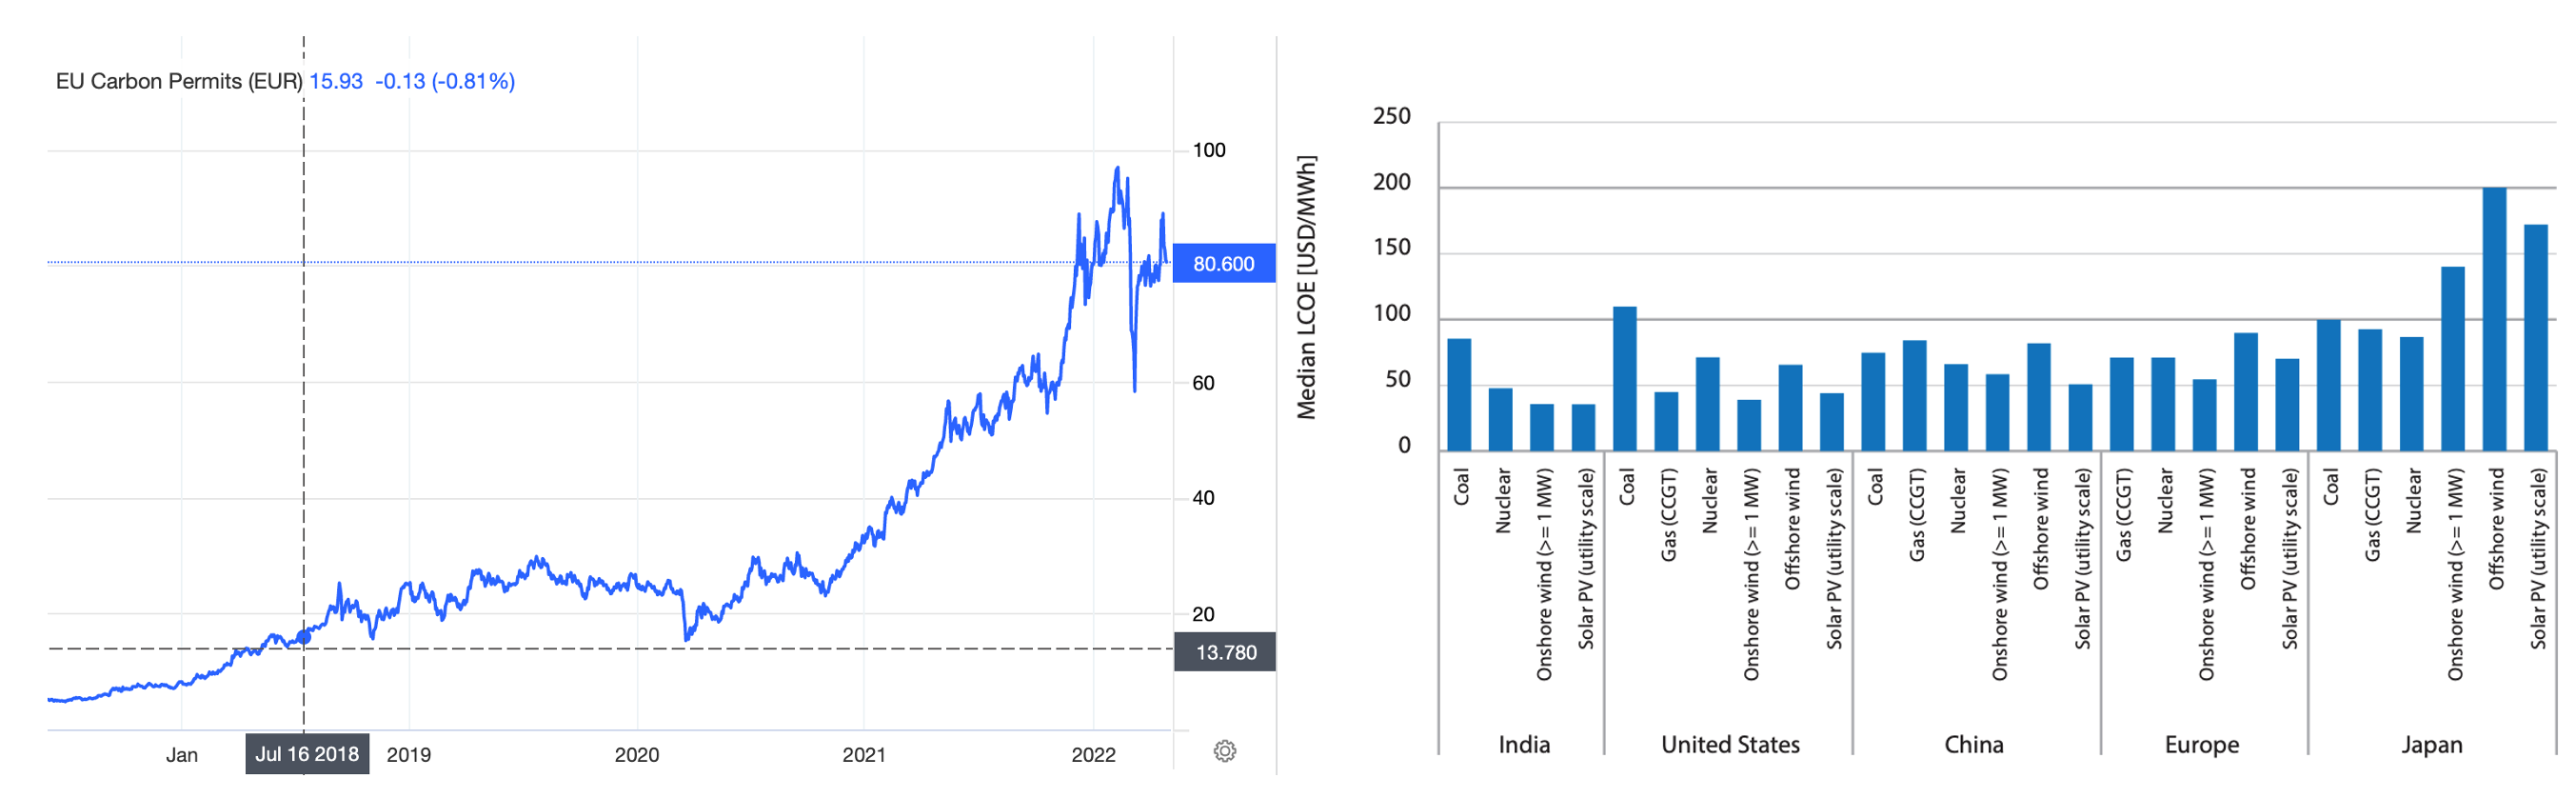 EU Carbon Permits (EUR) 15.93 -0.13 (-0.81%)
100
80.600
60
40
20
13.780
Jan
Jul 16 2018
2019
2020
2021
2022
Median LCOE [USD/MWh]
250
200
150
100
50
0
Coal
Nuclear
Onshore wind (>= 1 MW)
Solar PV (utility scale)
Coal
Gas (CCGT)
Nuclear
Onshore wind (>= 1 MW)
Offshore wind
Solar PV (utility scale)
Coal
Gas (CCGT)
Nuclear
Onshore wind (>= 1 MW)
Offshore wind
Solar PV (utility scale)
Gas (CCGT)
Nuclear
Onshore wind (>= 1 MW)
Offshore wind
Solar PV (utility scale)
Coal
Gas (CCGT)
Nuclear
Onshore wind (>= 1 MW)
Offshore wind
Solar PV (utility scale)
India
United States
China
Europe
Japan